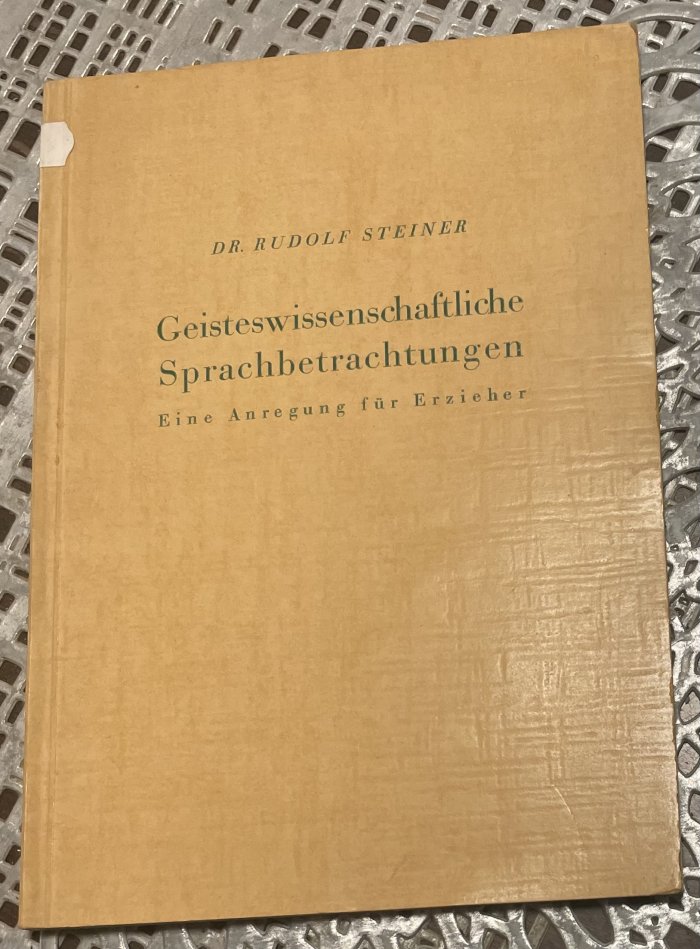 DR. RUDOLF STEINER
Geisteswissenschaftliche
Sprachbetrachtungen
Eine Anregung für Erzieher